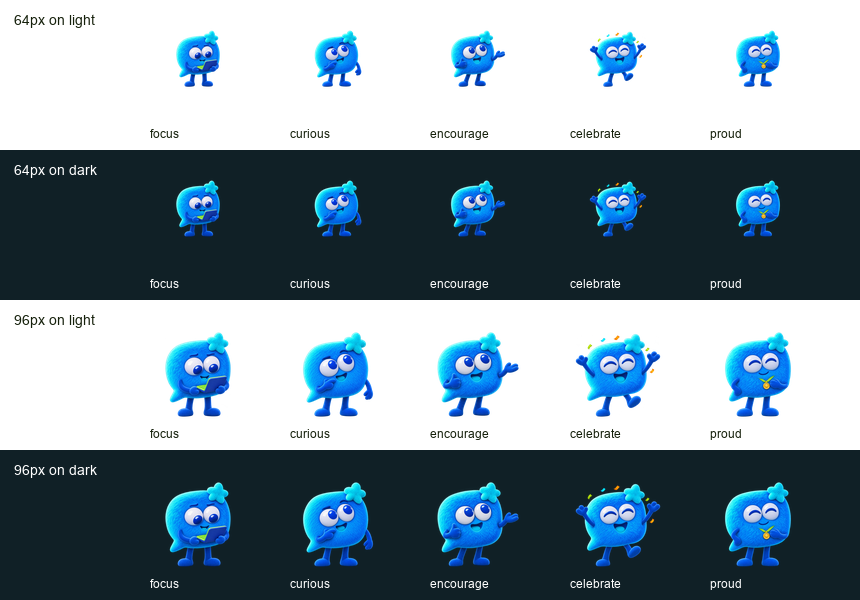 64px on light
focus curious encourage celebrate proud
64px on dark
focus curious encourage celebrate proud
96px on light
focus curious encourage celebrate proud
96px on dark
focus curious encourage celebrate proud